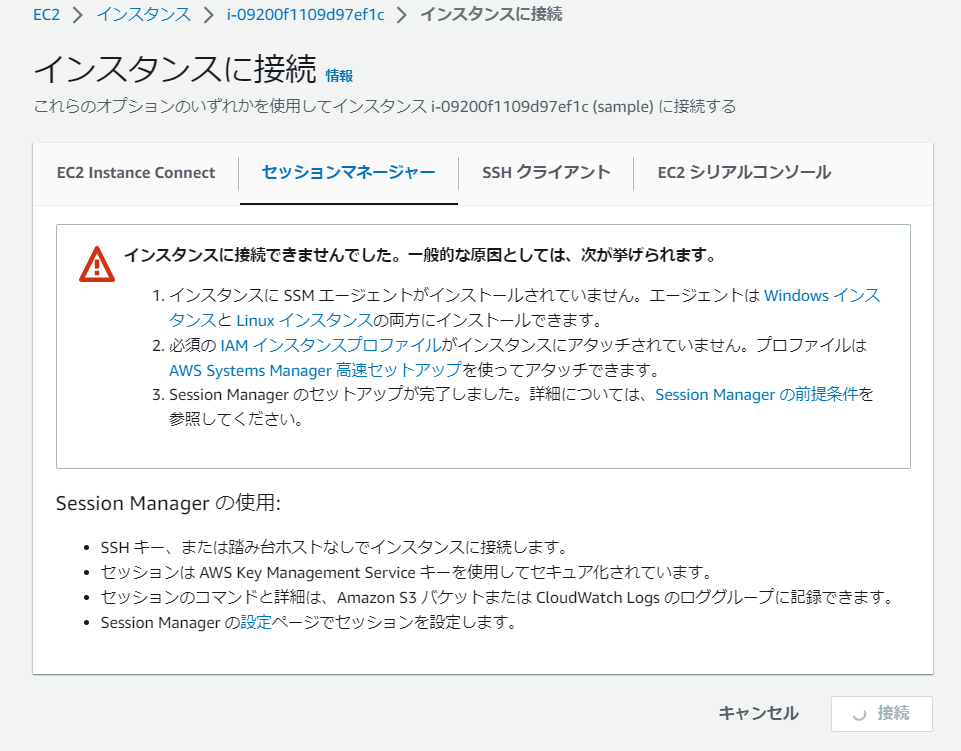 EC2 > インスタンス > i-09200f1109d97ef1c > インスタンスに接続
インスタンスに接続 情報
これらのオプションのいずれかを使用してインスタンス i-09200f1109d97ef1c (sample) に接続する
EC2 Instance Connect セッションマネージャー SSH クライアント EC2 シリアルコンソール
インスタンスに接続できませんでした。一般的な原因としては、次が挙げられます。
1. インスタンスに SSM エージェントがインストールされていません。エージェントは Windows インス
タンスと Linux インスタンスの両方にインストールできます。
2. 必須の IAM インスタンスプロファイルがインスタンスにアタッチされていません。プロファイルは
AWS Systems Manager 高速セットアップを使ってアタッチできます。
3. Session Manager のセットアップが完了しました。詳細については、Session Manager の前提条件を
参照してください。
Session Manager の使用:
• SSH キー、または踏み台ホストなしでインスタンスに接続します。
• セッションは AWS Key Management Service キーを使用してセキュア化されています。
• セッションのコマンドと詳細は、Amazon S3 バケットまたは CloudWatch Logs のロググループに記録できます。
• Session Manager の設定ページでセッションを設定します。
キャンセル 接続